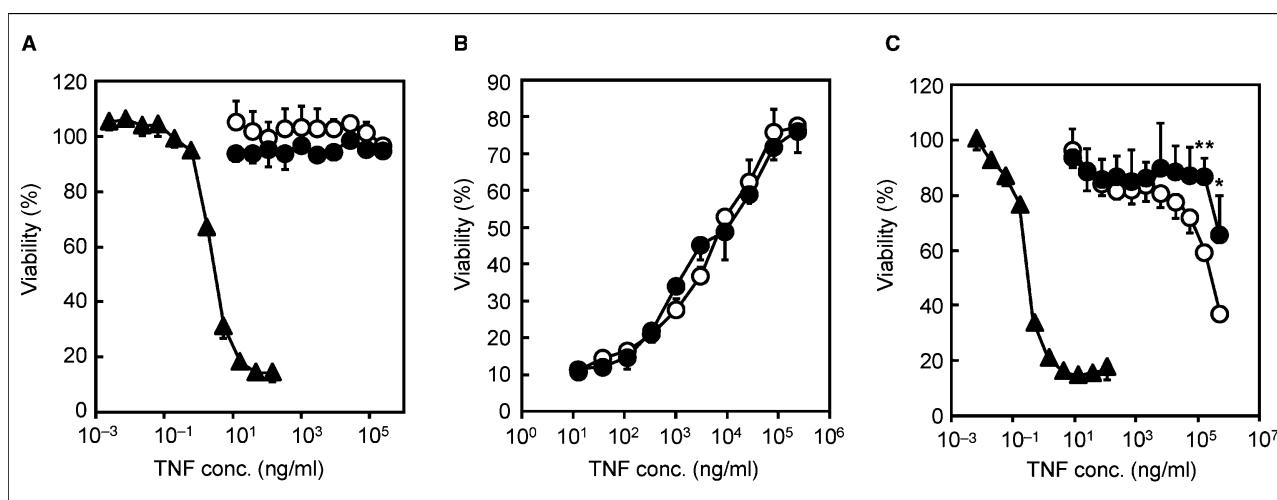 A
120
100
80
60
40
20
0
Viability (%)
10⁻³ 10⁻¹ 10¹ 10³ 10⁵
TNF conc. (ng/ml)
B
90
80
70
60
50
40
30
20
10
0
Viability (%)
10⁰ 10¹ 10² 10³ 10⁴ 10⁵ 10⁶
TNF conc. (ng/ml)
C
120
100
80
60
40
20
0
Viability (%)
**
*
10⁻³ 10⁻¹ 10¹ 10³ 10⁵ 10⁷
TNF conc. (ng/ml)